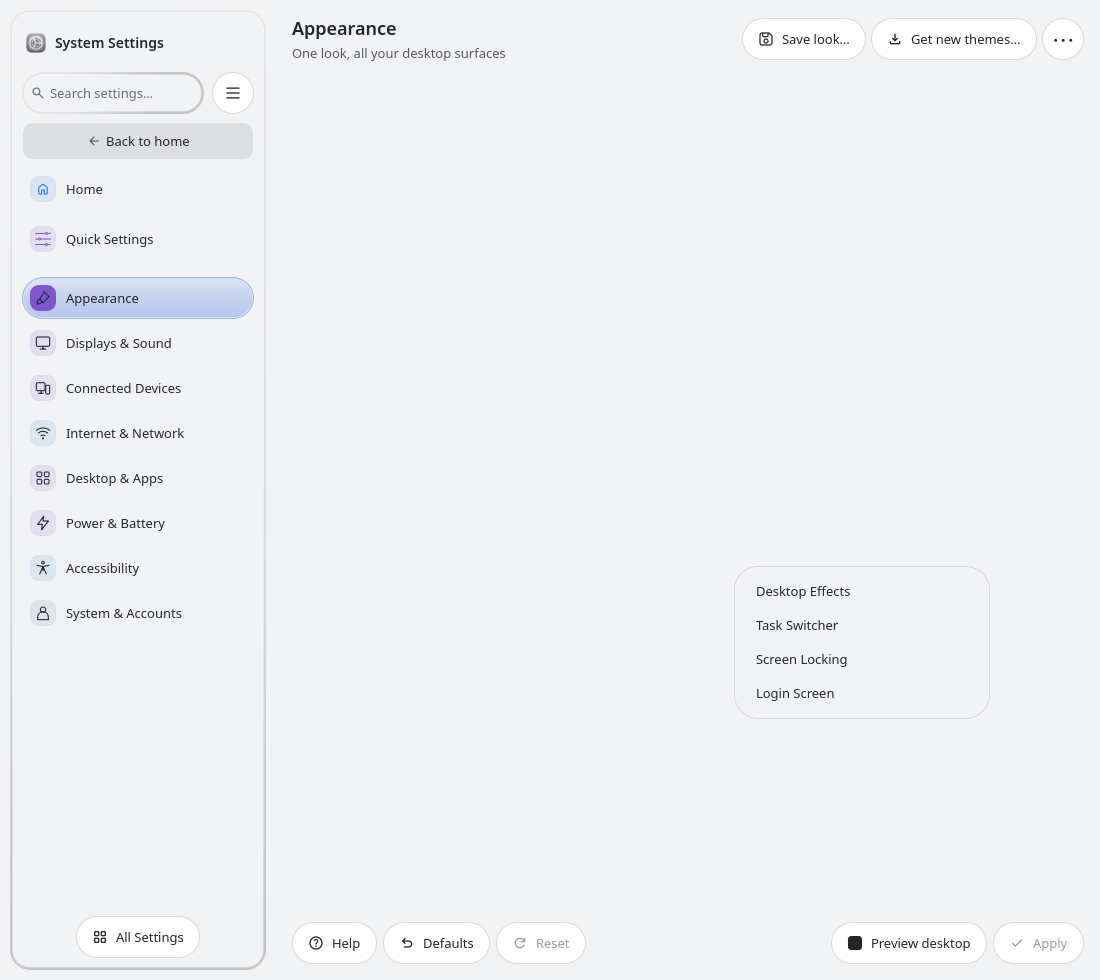 System Settings
Search settings...
Back to home
Home
Quick Settings
Appearance
Displays & Sound
Connected Devices
Internet & Network
Desktop & Apps
Power & Battery
Accessibility
System & Accounts
All Settings
Appearance
One look, all your desktop surfaces
Save look...
Get new themes...
Desktop Effects
Task Switcher
Screen Locking
Login Screen
Help
Defaults
Reset
Preview desktop
Apply